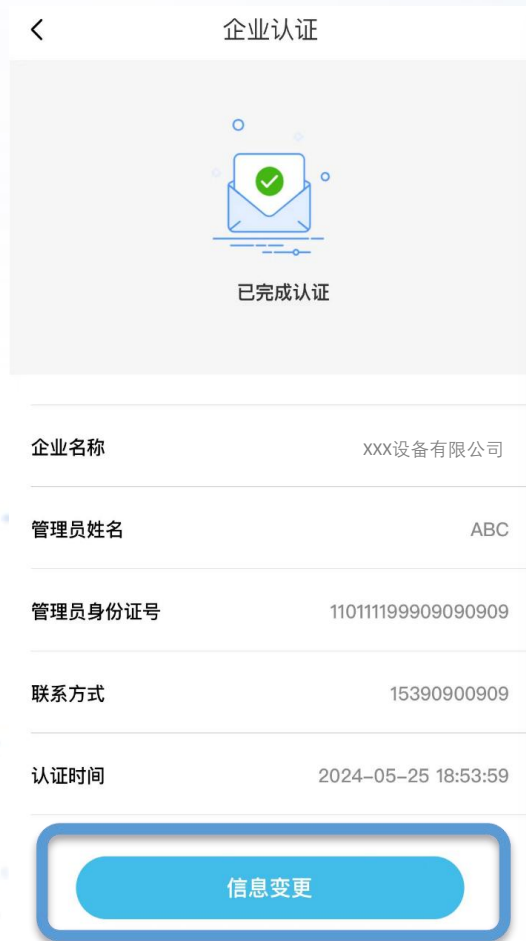 企业认证
已完成认证
企业名称 XXX设备有限公司
管理员姓名 ABC
管理员身份证号 110111199909090909
联系方式 15390900909
认证时间 2024-05-25 18:53:59
信息变更